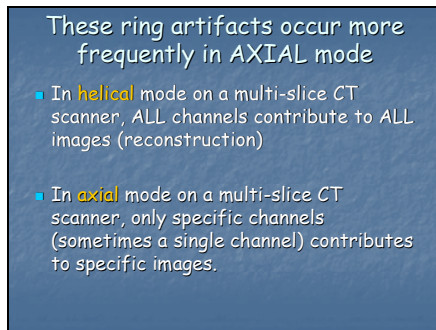 These ring artifacts occur more
frequently in AXIAL mode
In helical mode on a multi-slice CT
scanner, ALL channels contribute to ALL
images (reconstruction)
In axial mode on a multi-slice CT
scanner, only specific channels
(sometimes a single channel) contributes
to specific images.